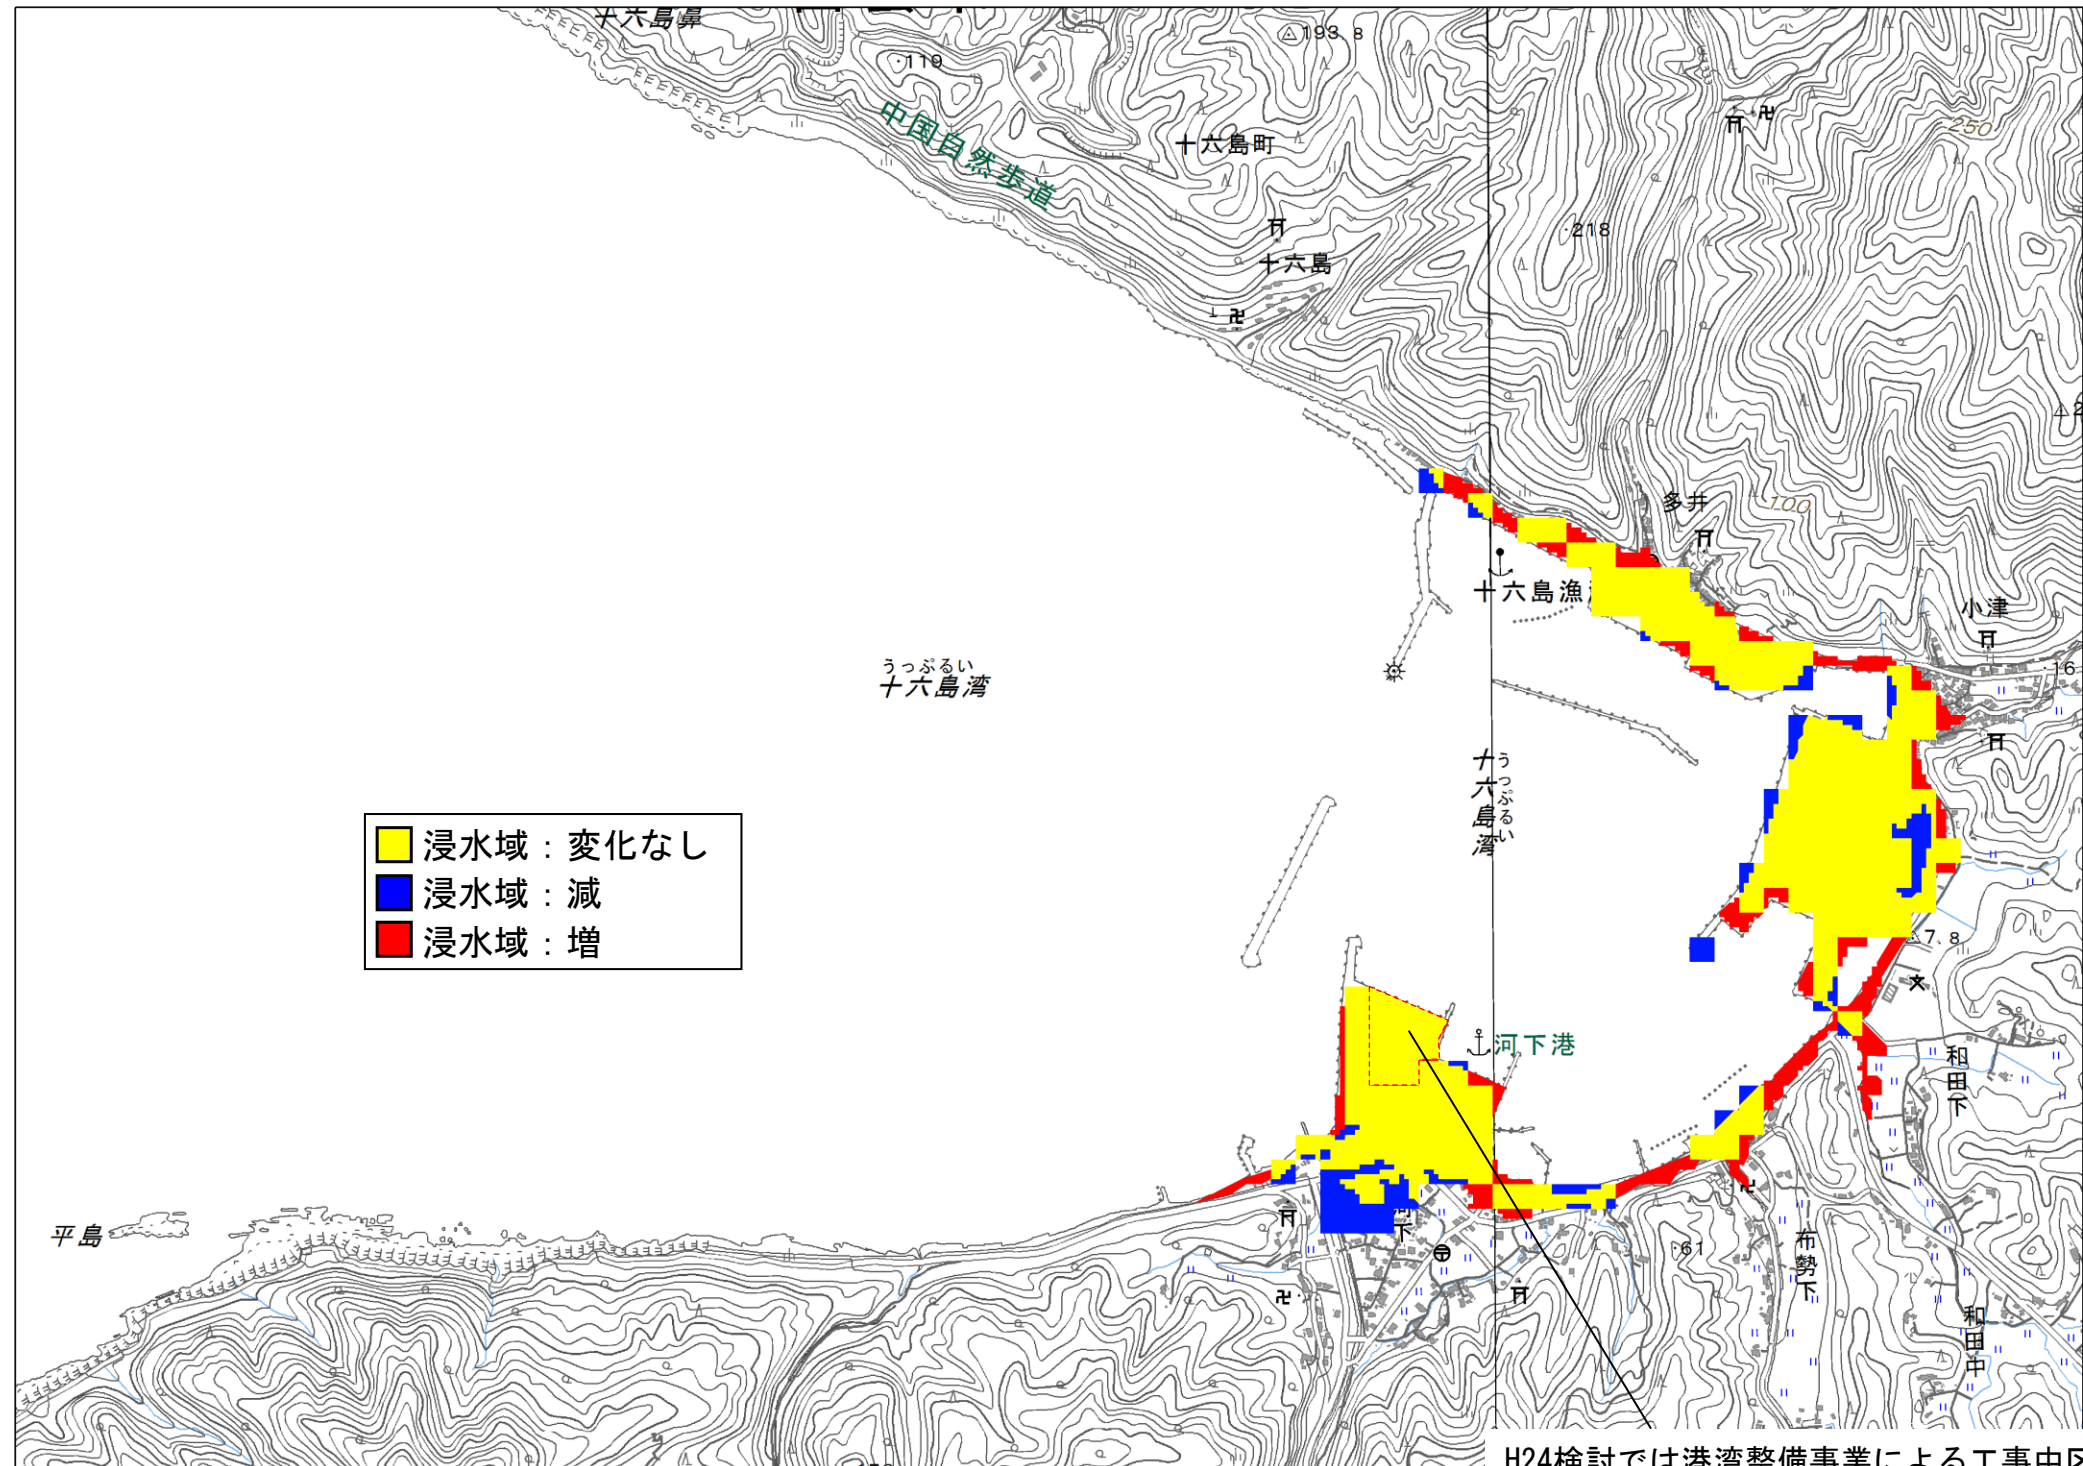 十六島鼻
193.8
119
中国自然歩道
十六島町
250
218
十六島
多井
100
十六島漁
小津
16
うっぷるい
十六島湾
うっぷるい
十六島湾
浸水域：変化なし
浸水域：減
浸水域：増
7.8
河下港
和田下
平島
河下
61
布勢下
和田中
H24検討では港湾整備事業による工事中区